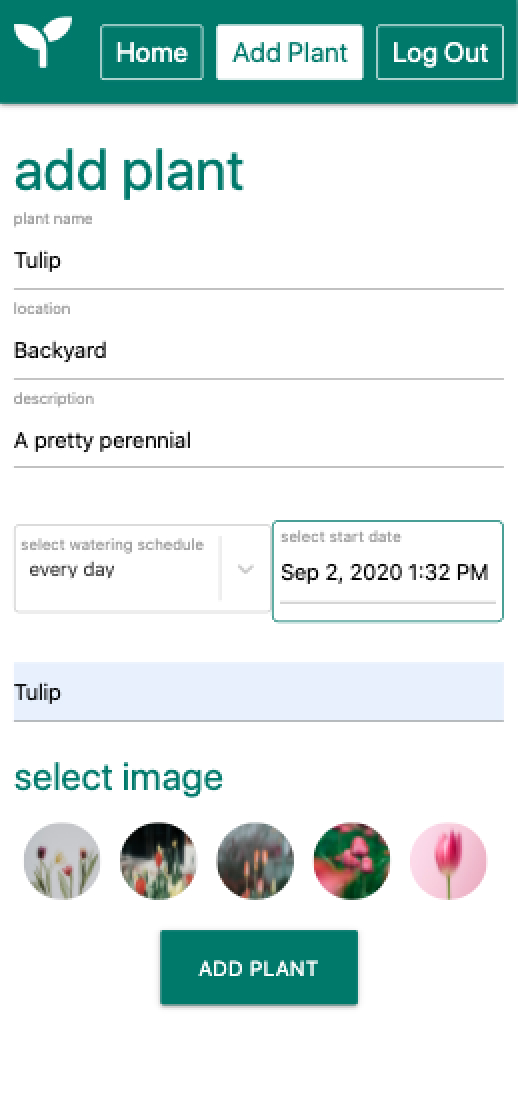 Home Add Plant Log Out
add plant
plant name
Tulip
location
Backyard
description
A pretty perennial
select watering schedule
every day
select start date
Sep 2, 2020 1:32 PM
Tulip
select image
ADD PLANT